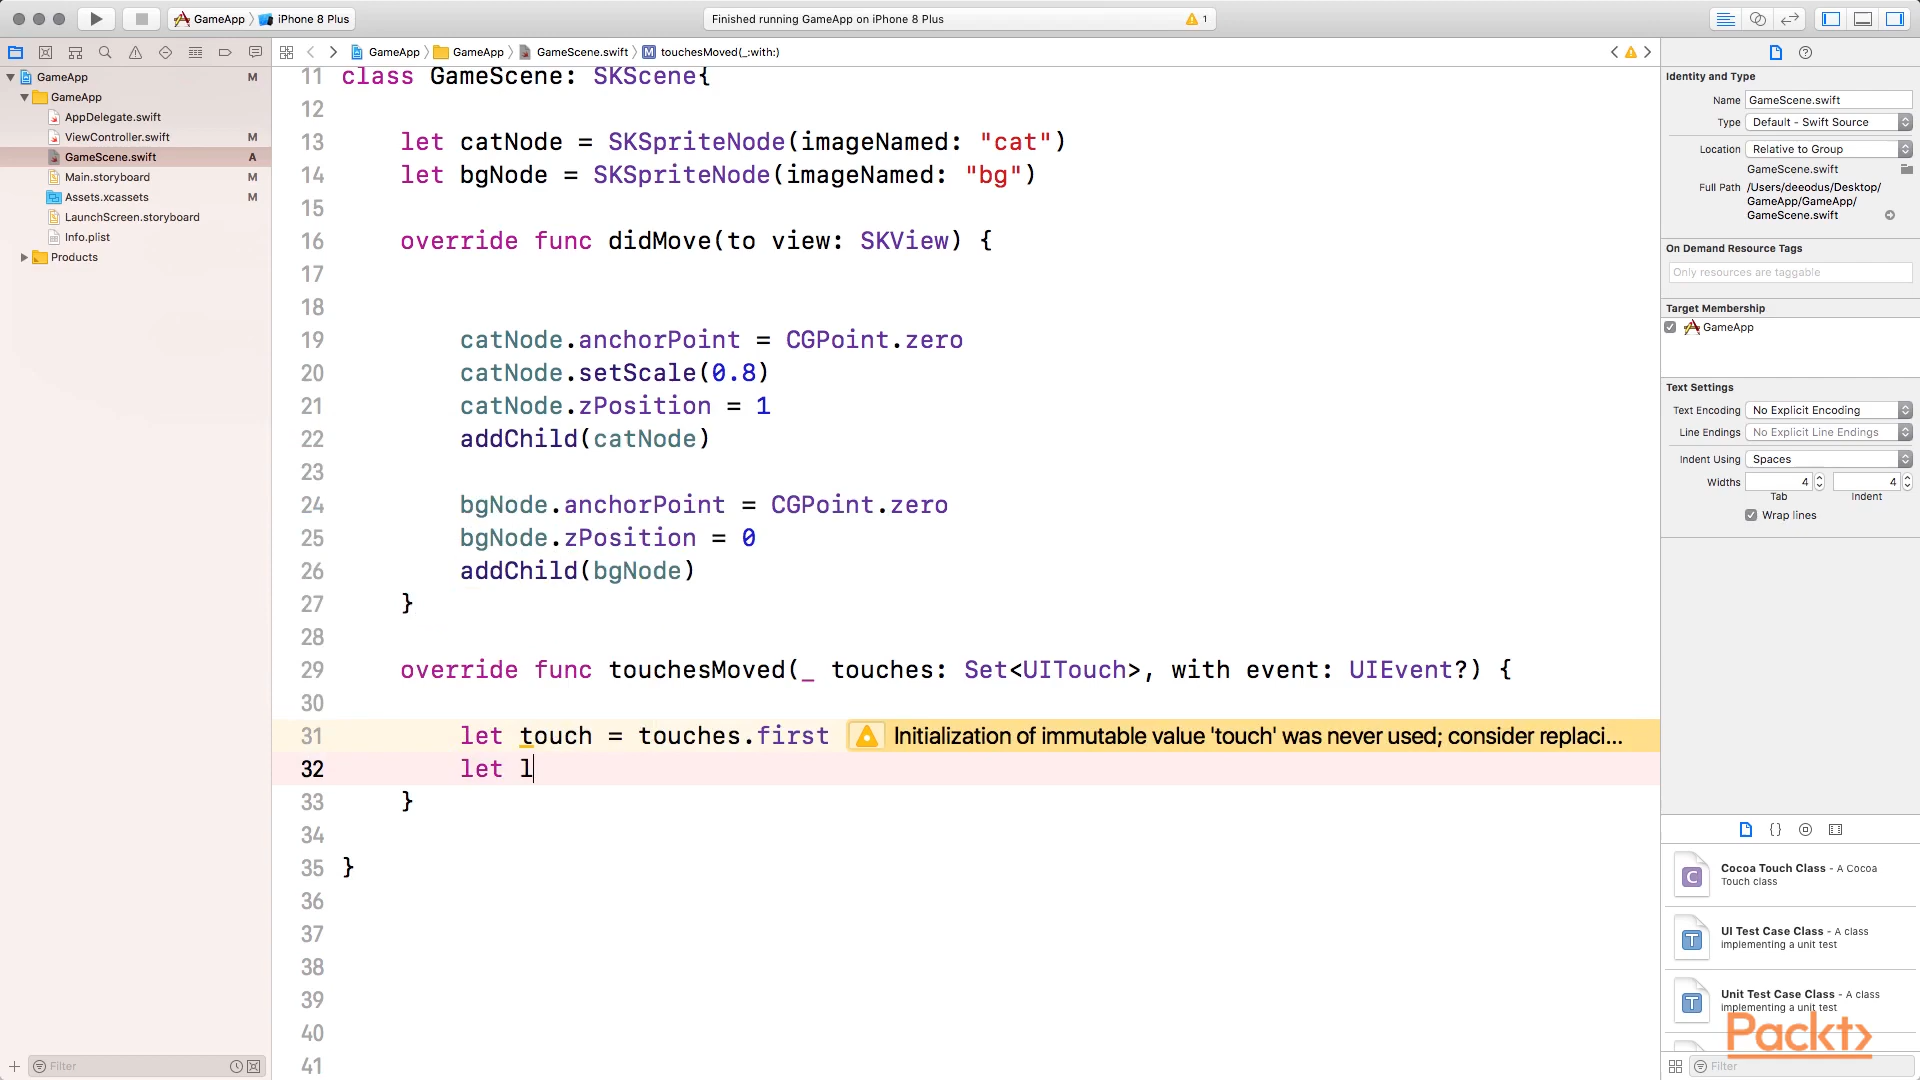 GameApp
iPhone 8 Plus
Finished running GameApp on iPhone 8 Plus
1
GameApp
GameApp
GameScene.swift
M
touchesMoved(_:with:)
GameApp
M
GameApp
AppDelegate.swift
ViewController.swift
M
GameScene.swift
A
Main.storyboard
M
Assets.xcassets
M
LaunchScreen.storyboard
Info.plist
Products
11 class GameScene: SKScene{
12
13 let catNode = SKSpriteNode(imageNamed: "cat")
14 let bgNode = SKSpriteNode(imageNamed: "bg")
15
16 override func didMove(to view: SKView) {
17
18
19 catNode.anchorPoint = CGPoint.zero
20 catNode.setScale(0.8)
21 catNode.zPosition = 1
22 addChild(catNode)
23
24 bgNode.anchorPoint = CGPoint.zero
25 bgNode.zPosition = 0
26 addChild(bgNode)
27 }
28
29 override func touchesMoved(_ touches: Set<UITouch>, with event: UIEvent?) {
30
31 let touch = touches.first Initialization of immutable value 'touch' was never used; consider replaci...
32 let l
33 }
34
35 }
36
37
38
39
40
41
Identity and Type
Name GameScene.swift
Type Default - Swift Source
Location Relative to Group
GameScene.swift
Full Path /Users/deeodus/Desktop/
GameApp/GameApp/
GameScene.swift
On Demand Resource Tags
Only resources are taggable
Target Membership
GameApp
Text Settings
Text Encoding No Explicit Encoding
Line Endings No Explicit Line Endings
Indent Using Spaces
Widths 4 4
Tab Indent
Wrap lines
{}
C
Cocoa Touch Class - A Cocoa
Touch class
T
UI Test Case Class - A class
implementing a unit test
T
Unit Test Case Class - A class
implementing a unit test
Packt>
Filter
Filter